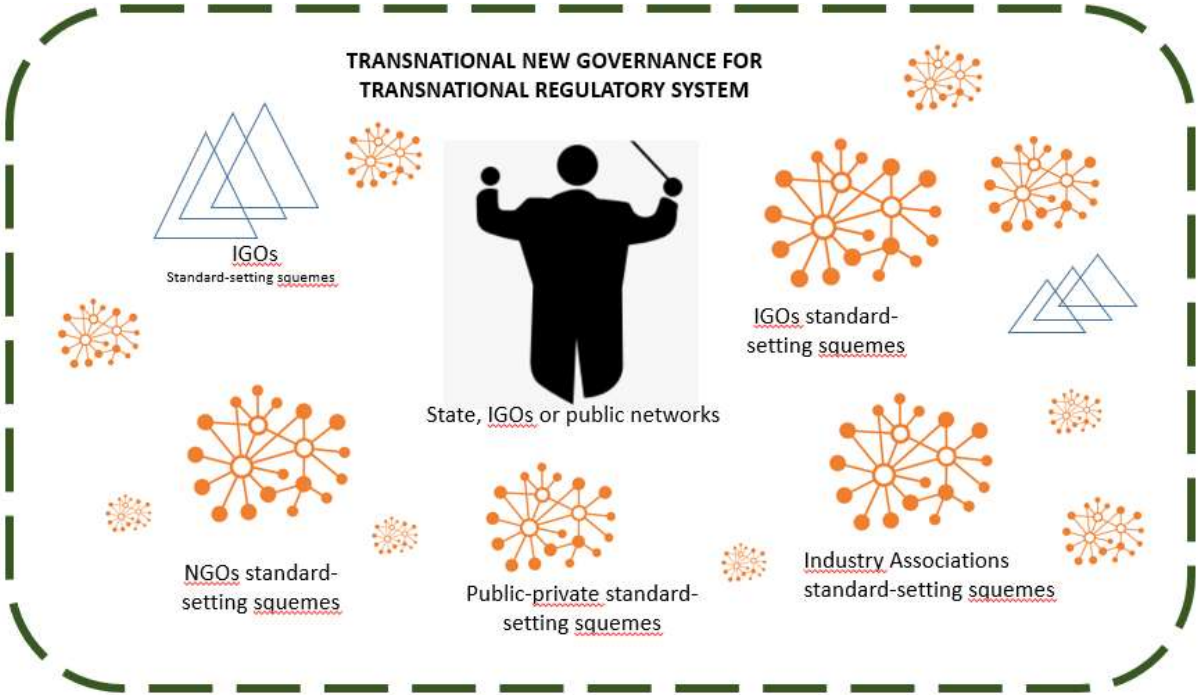 TRANSNATIONAL NEW GOVERNANCE FOR
TRANSNATIONAL REGULATORY SYSTEM
IGOs
Standard-setting squemes
IGOs standard-
setting squemes
State, IGOs or public networks
NGOs standard-
setting squemes
Public-private standard-
setting squemes
Industry Associations
standard-setting squemes